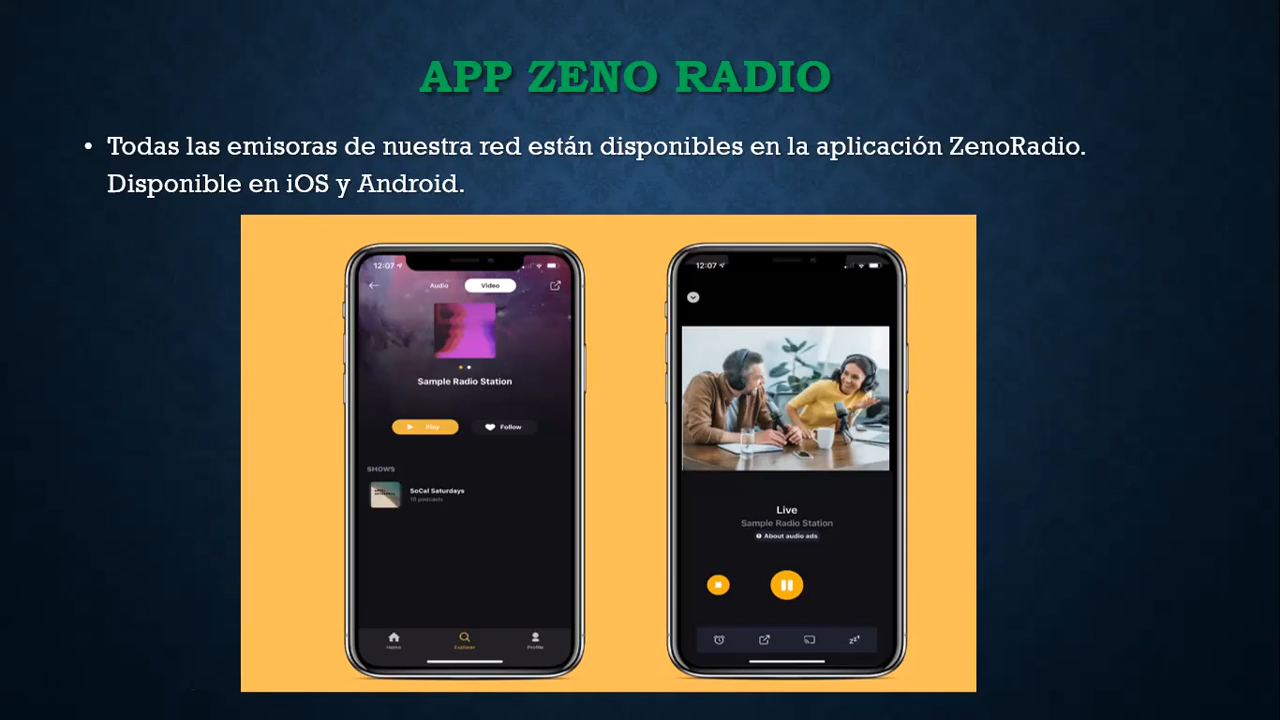 APP ZENO RADIO
• Todas las emisoras de nuestra red están disponibles en la aplicación ZenoRadio.
Disponible en iOS y Android.
12:07
Audio Video
Sample Radio Station
Play Follow
SHOWS
SoCal Saturdays
10 podcasts
Home Explorer Profile
12:07
Live
Sample Radio Station
About audio ads